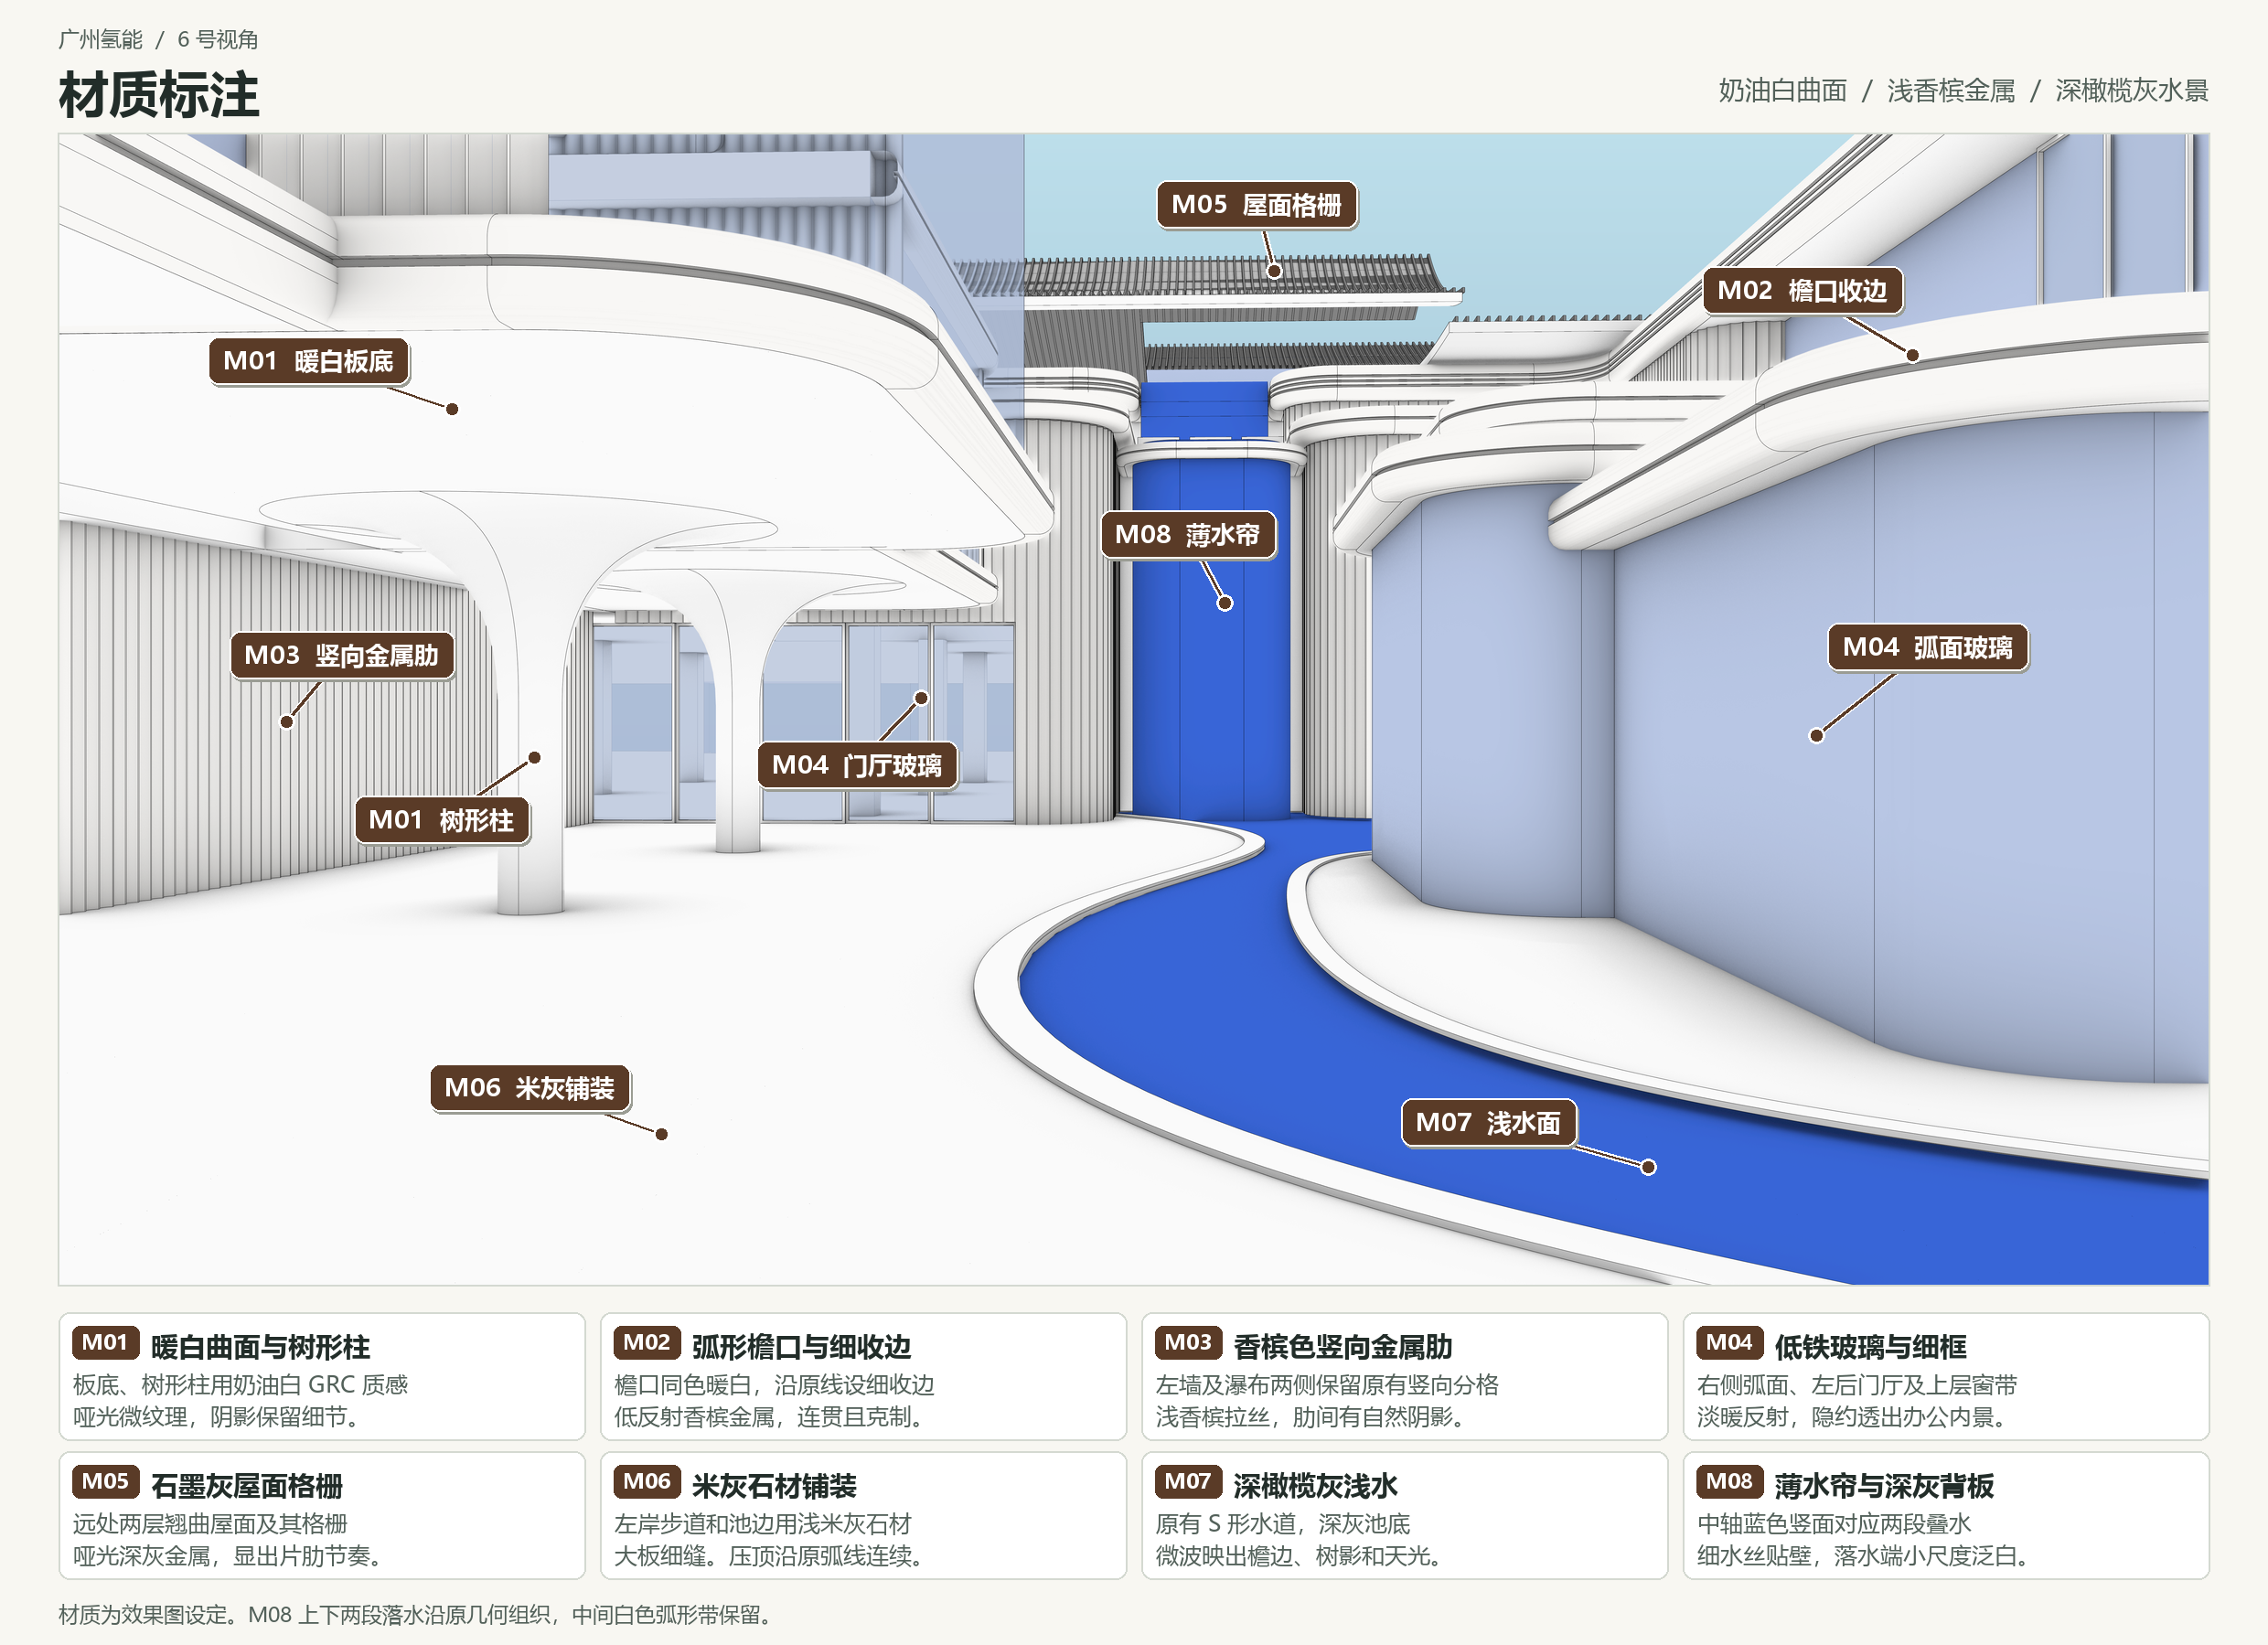 广州氢能 / 6 号视角
材质标注
奶油白曲面 / 浅香槟金属 / 深橄榄灰水景
M05 屋面格栅
M02 檐口收边
M01 暖白板底
M08 薄水帘
M03 竖向金属肋
M04 弧面玻璃
M04 门厅玻璃
M01 树形柱
M06 米灰铺装
M07 浅水面
M01 暖白曲面与树形柱
板底、树形柱用奶油白 GRC 质感
哑光微纹理，阴影保留细节。
M02 弧形檐口与细收边
檐口同色暖白，沿原线设细收边
低反射香槟金属，连贯且克制。
M03 香槟色竖向金属肋
左墙及瀑布两侧保留原有竖向分格
浅香槟拉丝，肋间有自然阴影。
M04 低铁玻璃与细框
右侧弧面、左后门厅及上层窗带
淡暖反射，隐约透出办公内景。
M05 石墨灰屋面格栅
远处两层翘曲屋面及其格栅
哑光深灰金属，显出片肋节奏。
M06 米灰石材铺装
左岸步道和池边用浅米灰石材
大板细缝。压顶沿原弧线连续。
M07 深橄榄灰浅水
原有 S 形水道，深灰池底
微波映出檐边、树影和天光。
M08 薄水帘与深灰背板
中轴蓝色竖面对应两段叠水
细水丝贴壁，落水端小尺度泛白。
材质为效果图设定。M08 上下两段落水沿原几何组织，中间白色弧形带保留。